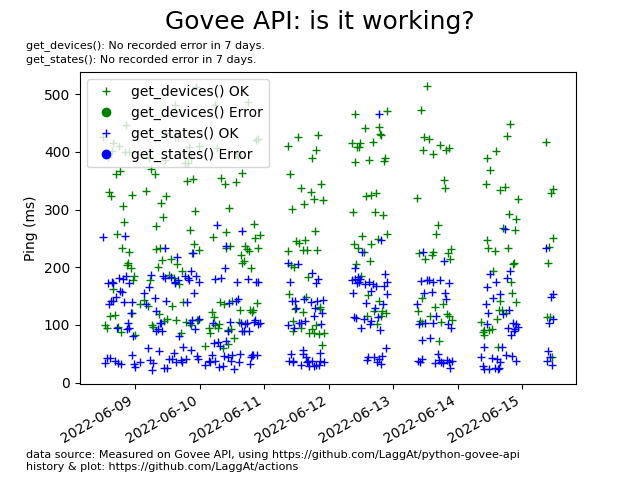 Govee API: is it working?
get_devices(): No recorded error in 7 days.
get_states(): No recorded error in 7 days.
get_devices() OK
get_devices() Error
get_states() OK
get_states() Error
Ping (ms)
500
400
300
200
100
0
2022-06-09
2022-06-10
2022-06-11
2022-06-12
2022-06-13
2022-06-14
2022-06-15
data source: Measured on Govee API, using https://github.com/LaggAt/python-govee-api
history & plot: https://github.com/LaggAt/actions